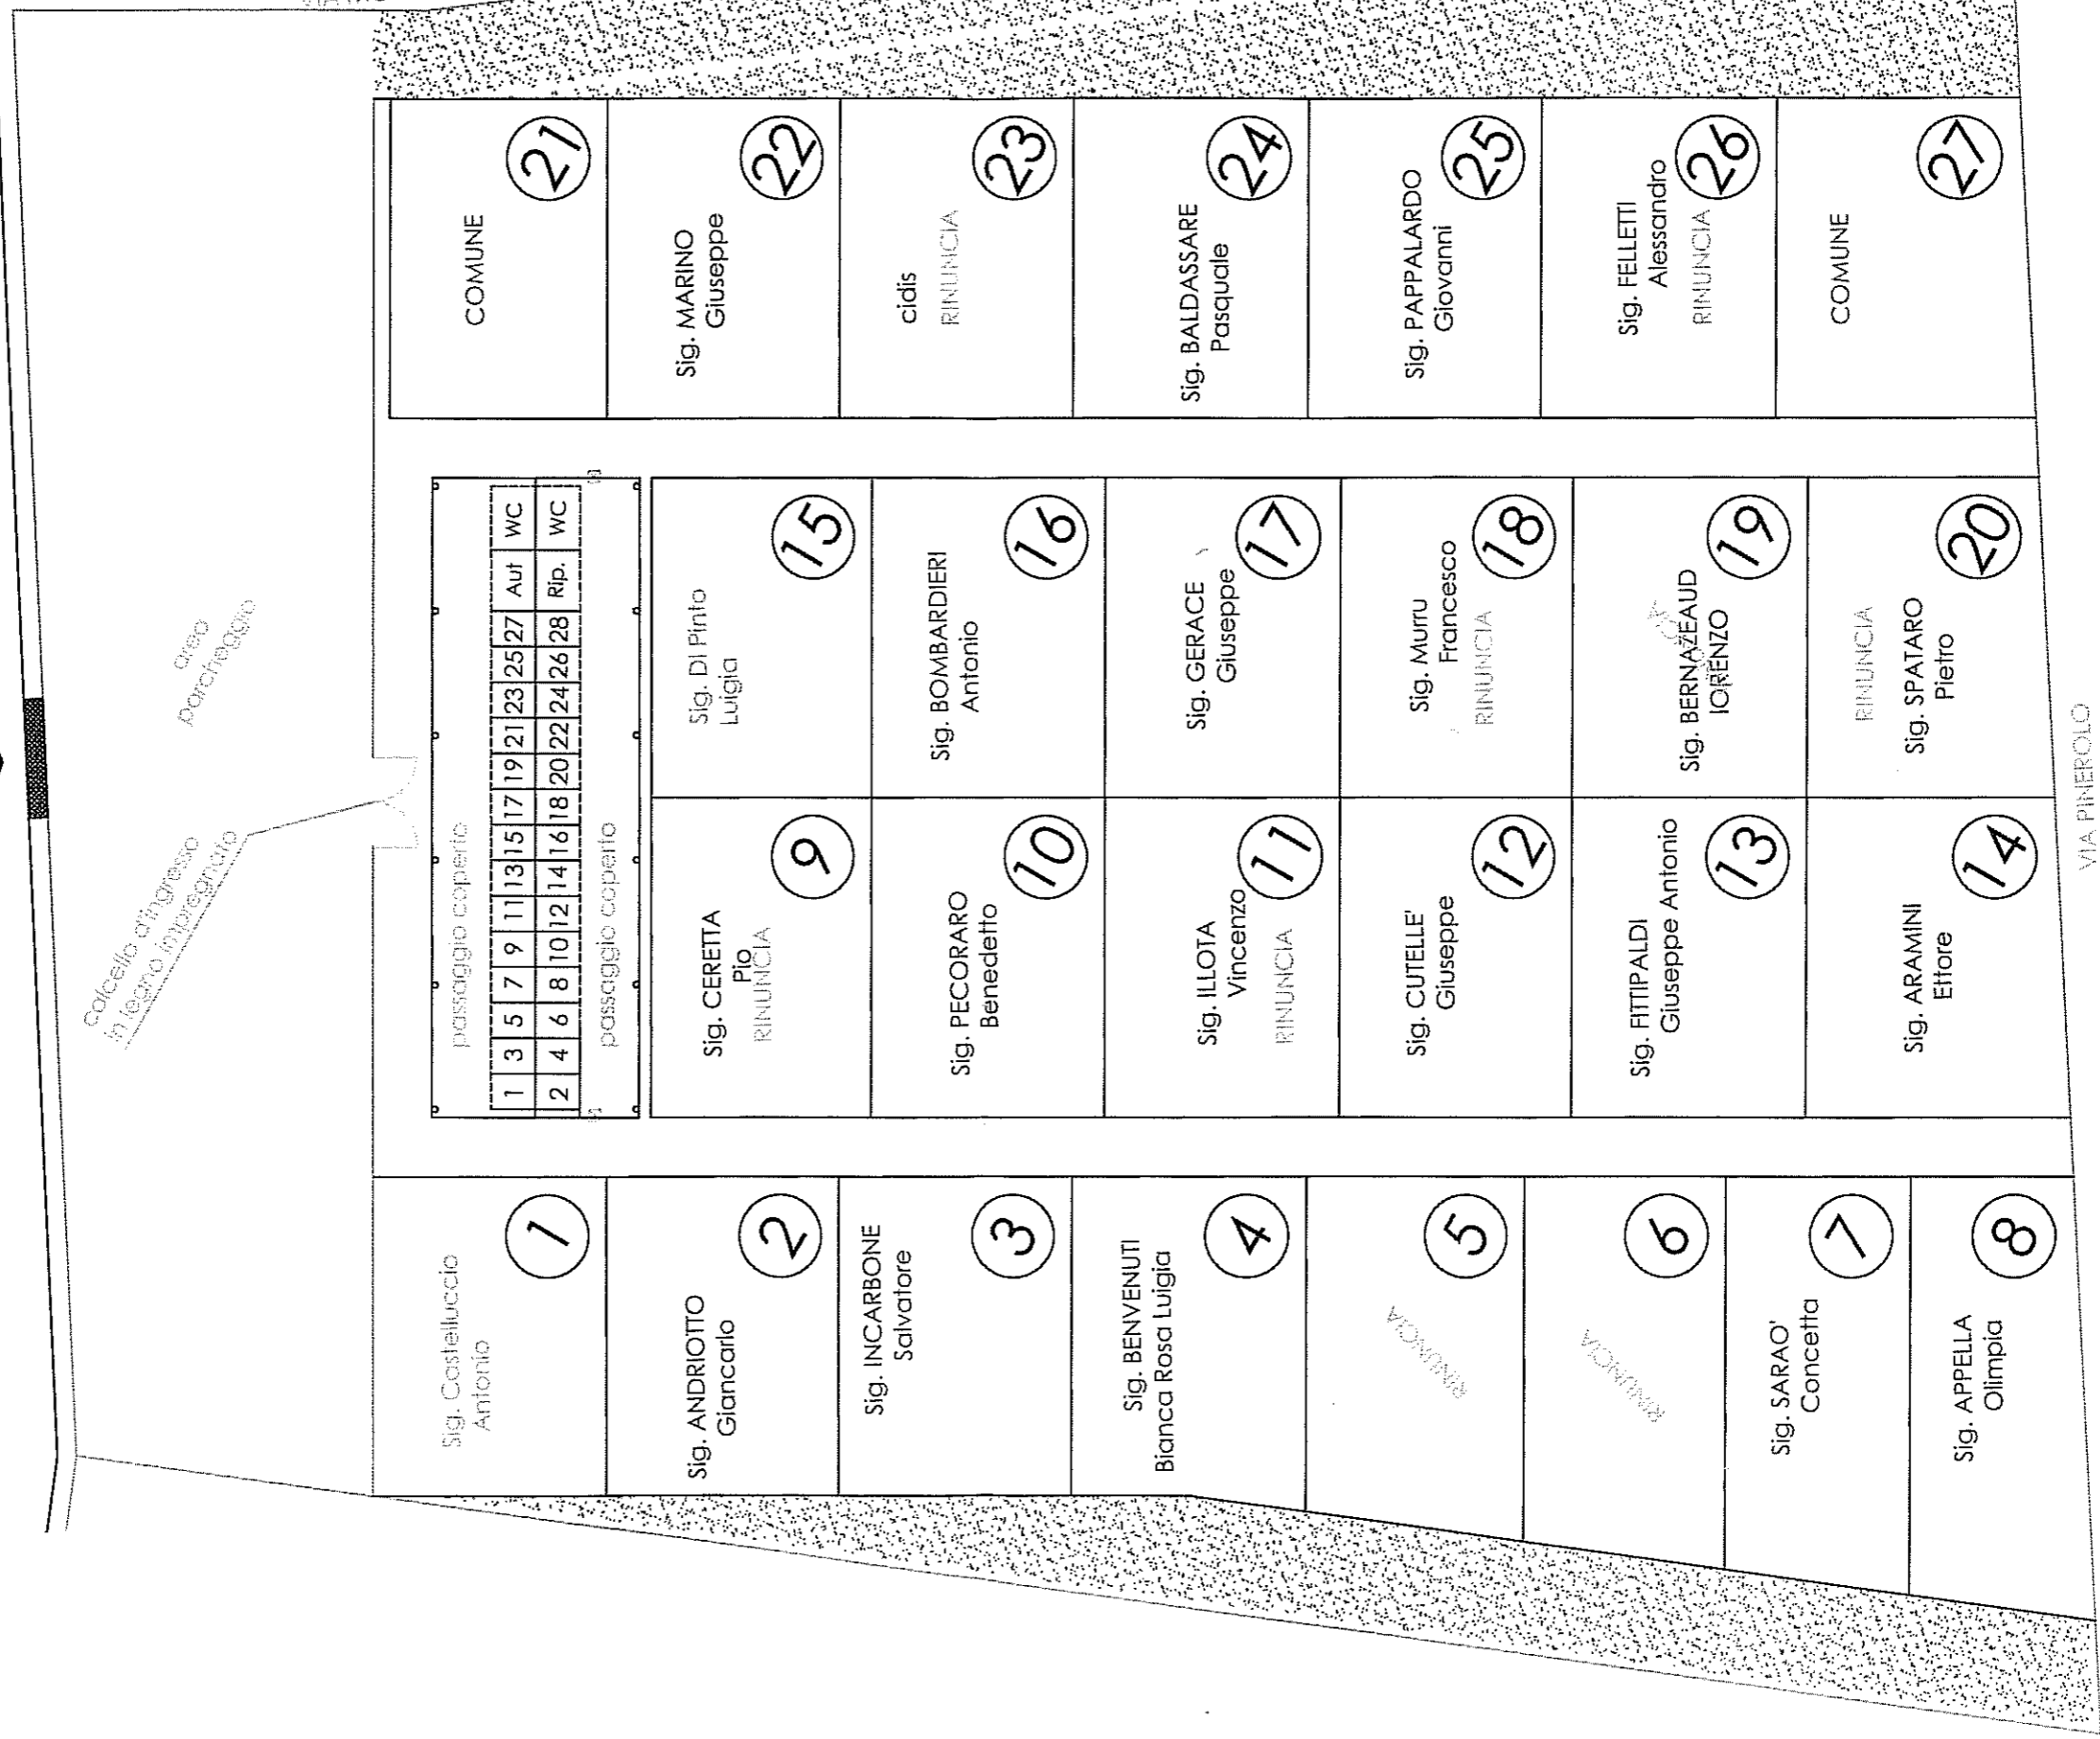 calcello d'ingresso
in legno impregnato
area
parcheggio
passaggio coperto
1 3 5 7 9 11 13 15 17 19 21 23 25 27 Aut WC
2 4 6 8 10 12 14 16 18 20 22 24 26 28 Rip. WC
passaggio coperto
Sig. Castelluccio
Antonio
1
Sig. ANDRIOTTO
Giancarlo
2
Sig. INCARBONE
Salvatore
3
Sig. BENVENUTI
Bianca Rosa Luigia
4
RINUNCIA
RINUNCIA
5
RINUNCIA
RINUNCIA
6
Sig. SARAO'
Concetta
7
Sig. APPELLA
Olimpia
8
Sig. CERETTA
Pio
RINUNCIA
9
Sig. PECORARO
Benedetto
10
Sig. ILLOTA
Vincenzo
RINUNCIA
11
Sig. CUTELLE'
Giuseppe
12
Sig. FITTIPALDI
Giuseppe Antonio
13
Sig. ARAMINI
Ettore
14
Sig. DI Pinto
Luigia
15
Sig. BOMBARDIERI
Antonio
16
Sig. GERACE
Giuseppe
17
Sig. Murru
Francesco
RINUNCIA
18
Sig. BERNAZEAUD
lORENZO
19
RINUNCIA
Sig. SPATARO
Pietro
20
COMUNE
21
Sig. MARINO
Giuseppe
22
cidis
RINUNCIA
23
Sig. BALDASSARE
Pasquale
24
Sig. PAPPALARDO
Giovanni
25
Sig. FELLETTI
Alessandro
RINUNCIA
26
COMUNE
27
VIA PINEROLO